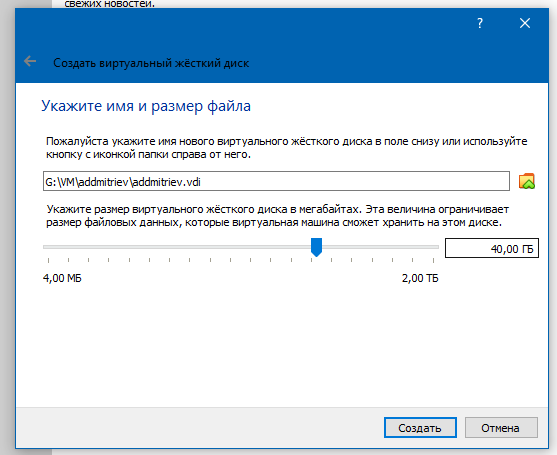 свежих новостей.
?
Создать виртуальный жёсткий диск
Укажите имя и размер файла
Пожалуйста укажите имя нового виртуального жёсткого диска в поле снизу или используйте
кнопку с иконкой папки справа от него.
G:\VM\addmitriev\addmitriev.vdi
Укажите размер виртуального жёсткого диска в мегабайтах. Эта величина ограничивает
размер файловых данных, которые виртуальная машина сможет хранить на этом диске.
40,00 ГБ
4,00 МБ
2,00 ТБ
Создать
Отмена